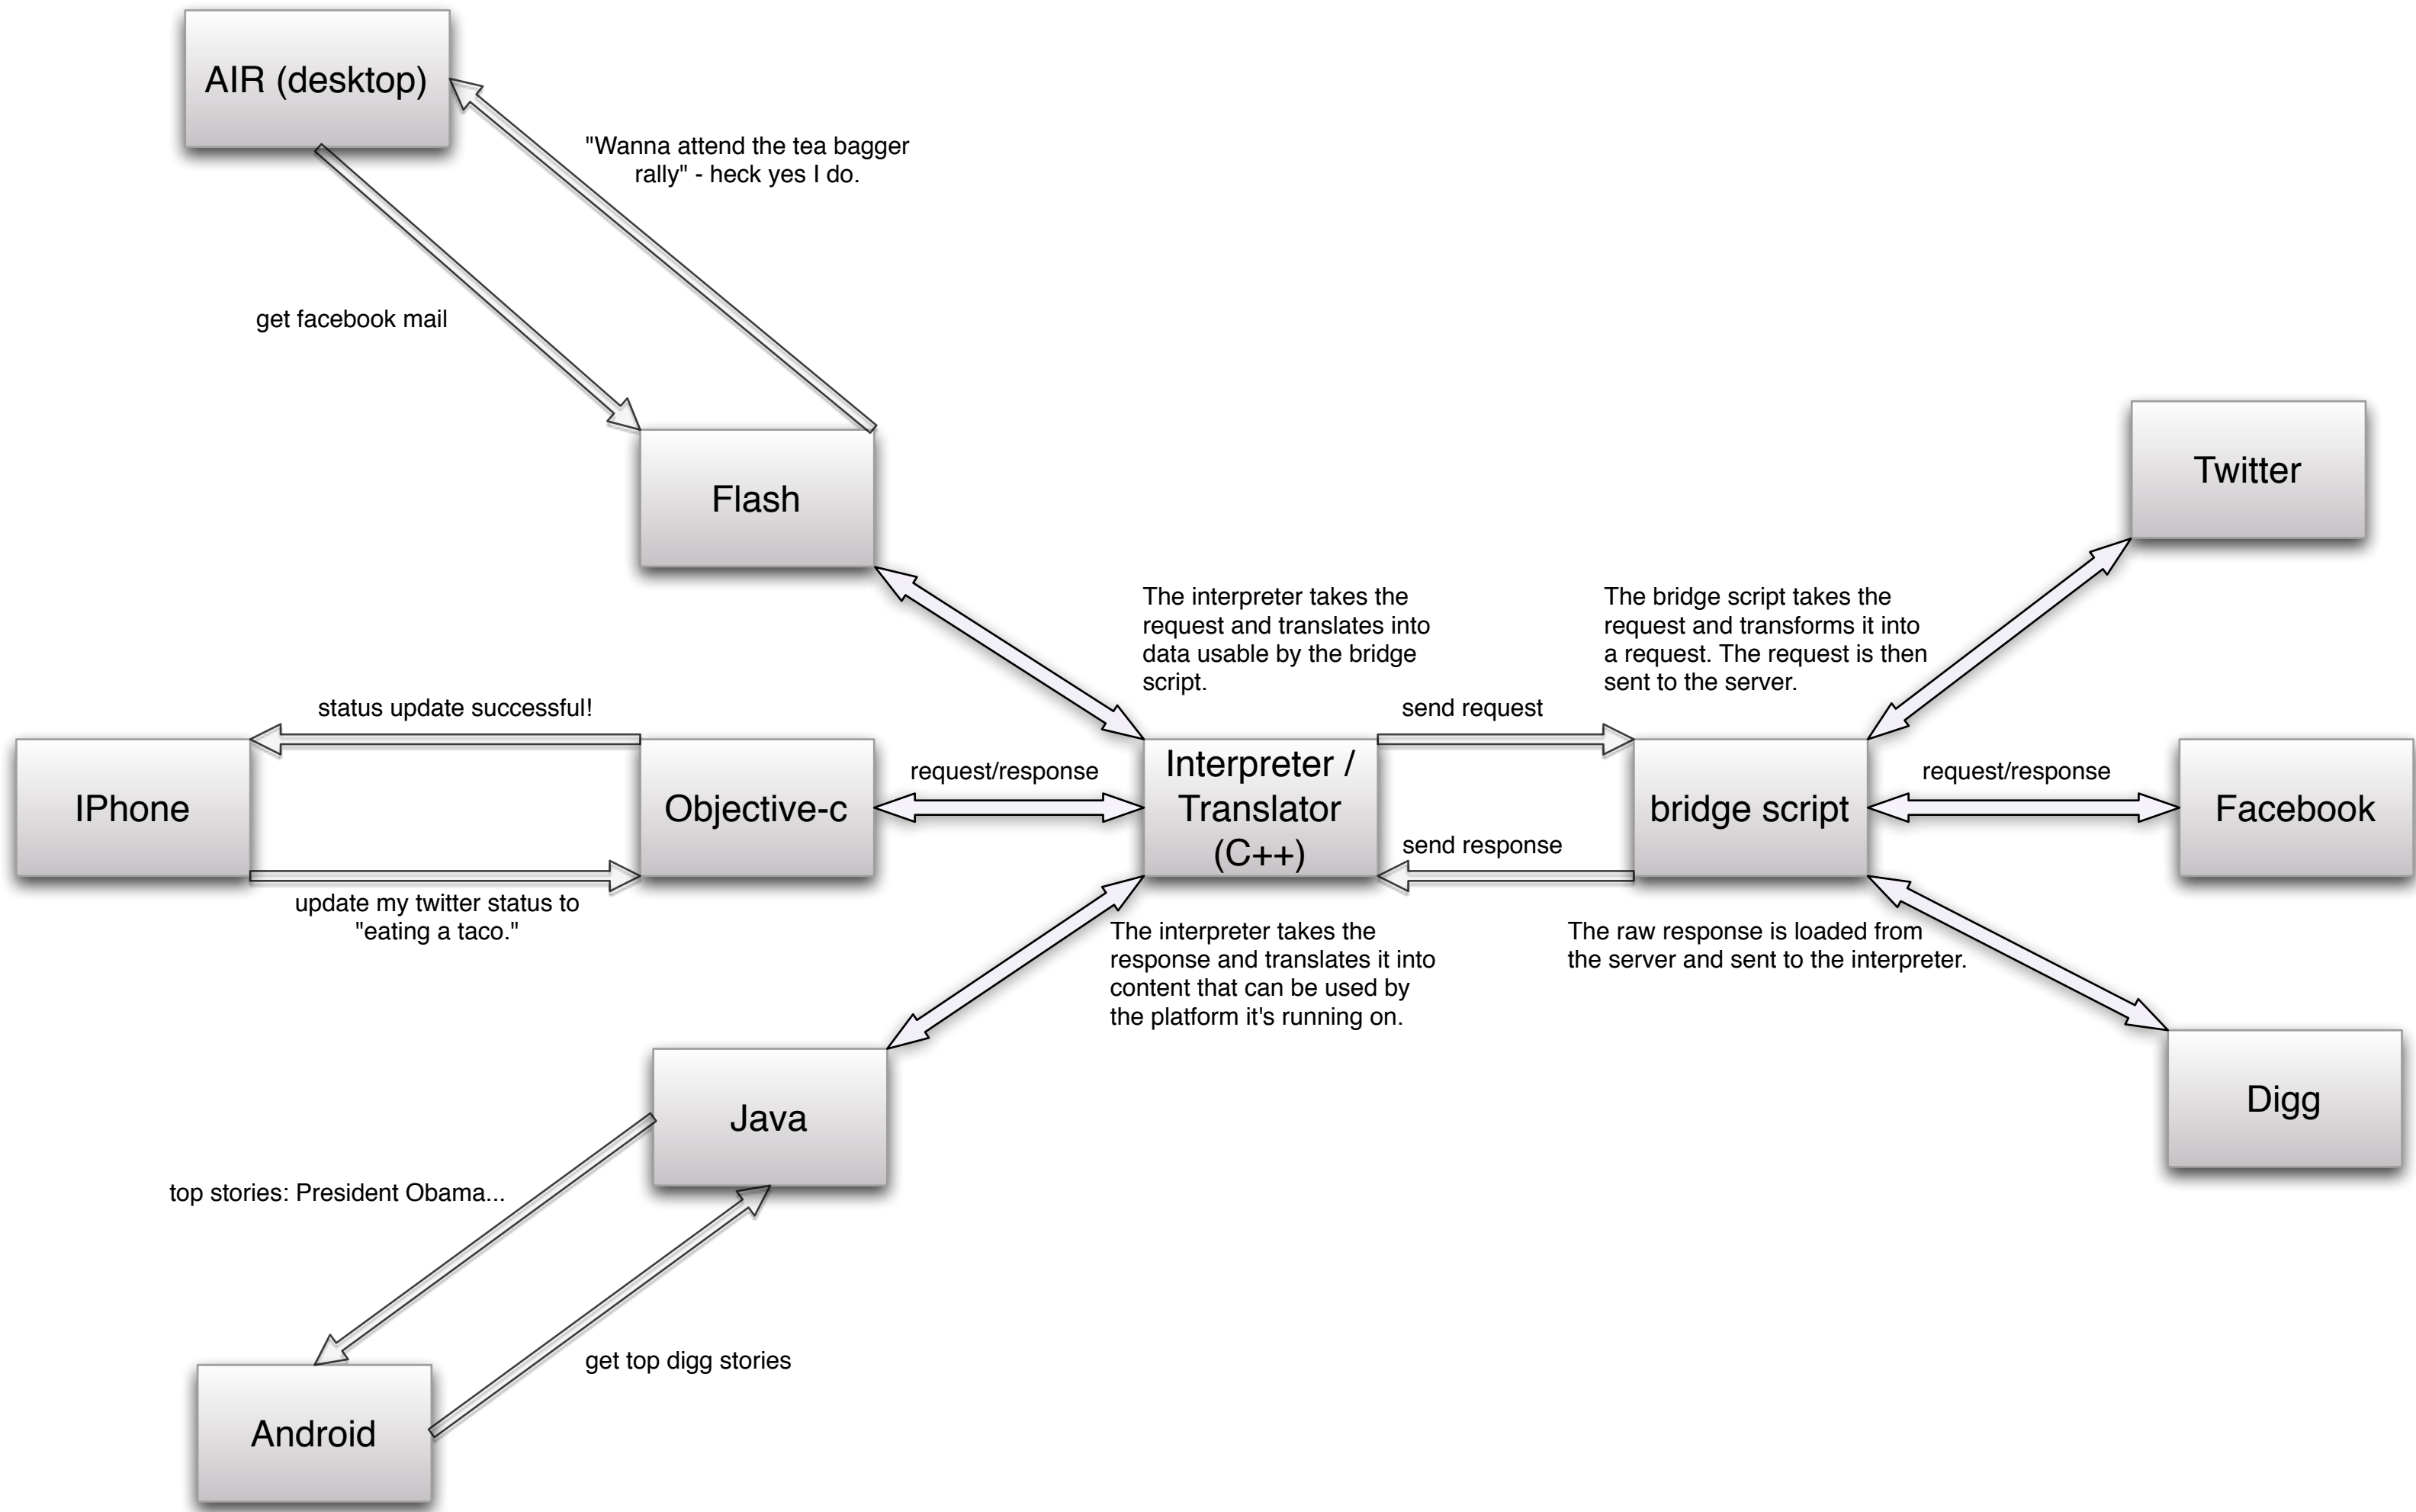 AIR (desktop)
"Wanna attend the tea bagger
rally" - heck yes I do.
get facebook mail
Flash
Twitter
The interpreter takes the
request and translates into
data usable by the bridge
script.
The bridge script takes the
request and transforms it into
a request. The request is then
sent to the server.
status update successful!
send request
IPhone
Objective-c
request/response
Interpreter /
Translator
(C++)
bridge script
request/response
Facebook
send response
update my twitter status to
"eating a taco."
The interpreter takes the
response and translates it into
content that can be used by
the platform it's running on.
The raw response is loaded from
the server and sent to the interpreter.
Java
Digg
top stories: President Obama...
get top digg stories
Android